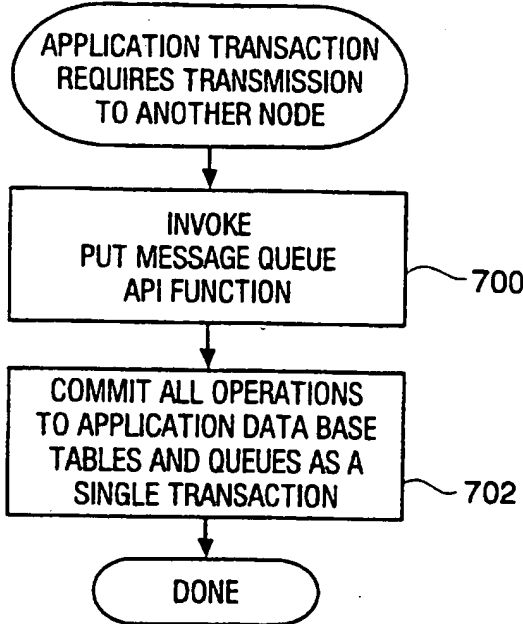 APPLICATION TRANSACTION
REQUIRES TRANSMISSION
TO ANOTHER NODE
INVOKE
PUT MESSAGE QUEUE
API FUNCTION
700
COMMIT ALL OPERATIONS
TO APPLICATION DATA BASE
TABLES AND QUEUES AS A
SINGLE TRANSACTION
702
DONE